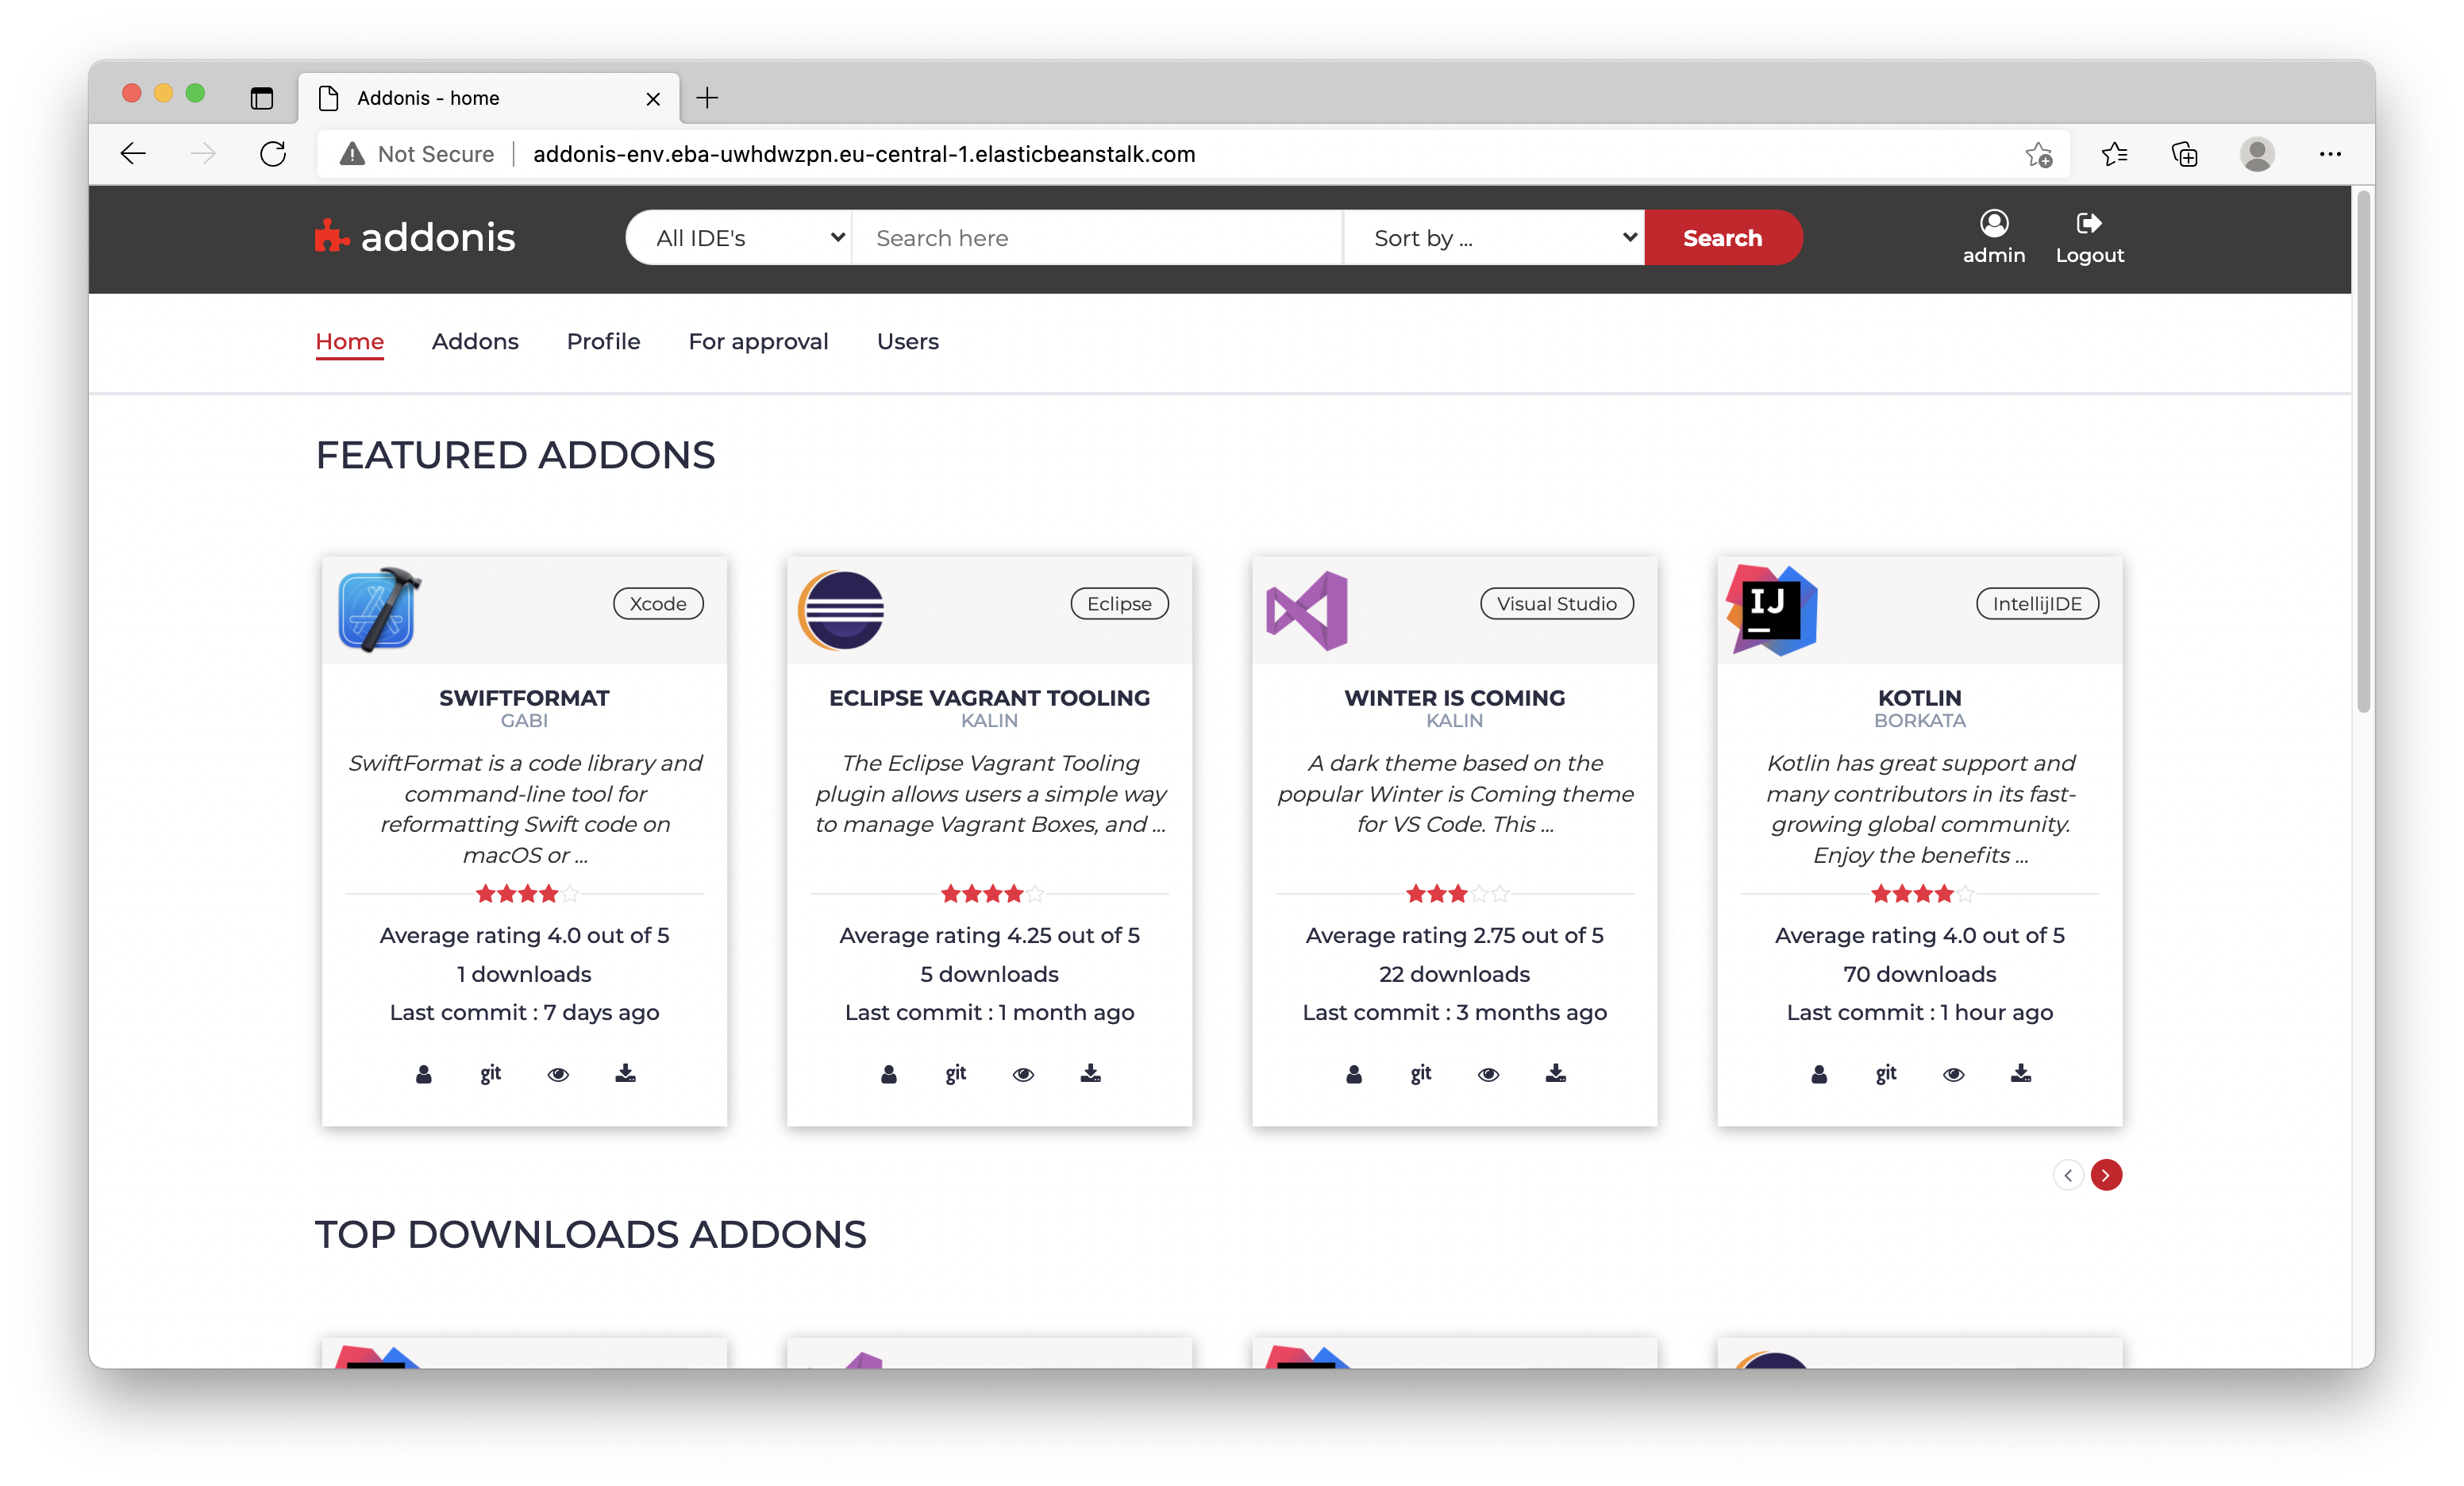 Addonis - home
Not Secure
addonis-env.eba-uwhdwzpn.eu-central-1.elasticbeanstalk.com
addonis
All IDE's
Search here
Sort by ...
Search
admin
Logout
Home
Addons
Profile
For approval
Users
FEATURED ADDONS
Xcode
SWIFTFORMAT
GABI
SwiftFormat is a code library and
command-line tool for
reformatting Swift code on
macOS or ...
Average rating 4.0 out of 5
1 downloads
Last commit : 7 days ago
git
Eclipse
ECLIPSE VAGRANT TOOLING
KALIN
The Eclipse Vagrant Tooling
plugin allows users a simple way
to manage Vagrant Boxes, and ...
Average rating 4.25 out of 5
5 downloads
Last commit : 1 month ago
git
Visual Studio
WINTER IS COMING
KALIN
A dark theme based on the
popular Winter is Coming theme
for VS Code. This ...
Average rating 2.75 out of 5
22 downloads
Last commit : 3 months ago
git
IJ
IntellijIDE
KOTLIN
BORKATA
Kotlin has great support and
many contributors in its fast-
growing global community.
Enjoy the benefits ...
Average rating 4.0 out of 5
70 downloads
Last commit : 1 hour ago
git
TOP DOWNLOADS ADDONS